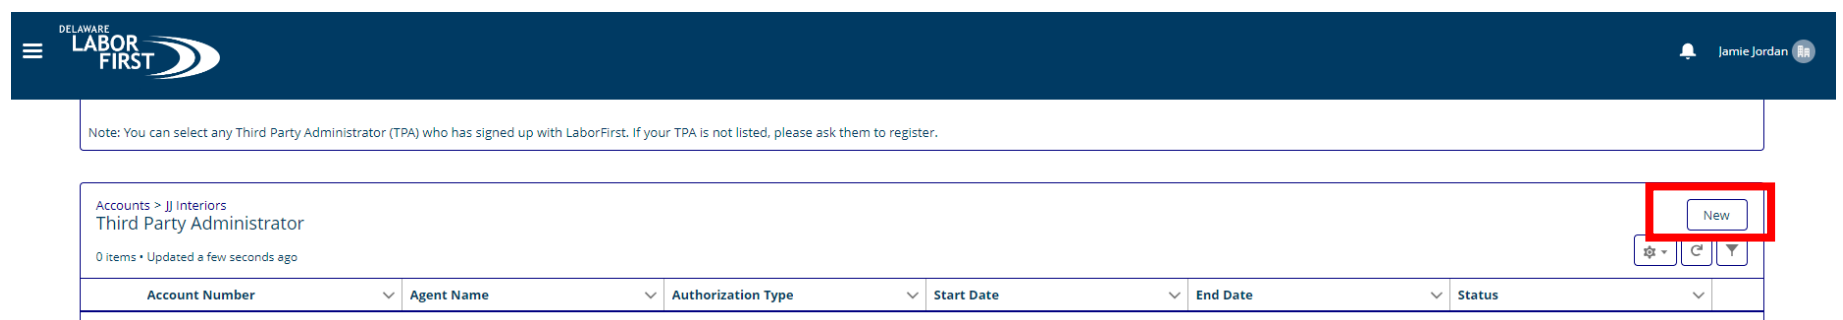 DELAWARE
LABOR
FIRST
Jamie Jordan
Note: You can select any Third Party Administrator (TPA) who has signed up with LaborFirst. If your TPA is not listed, please ask them to register.
Accounts > JJ Interiors
Third Party Administrator
New
0 items • Updated a few seconds ago
Account Number Agent Name Authorization Type Start Date End Date Status